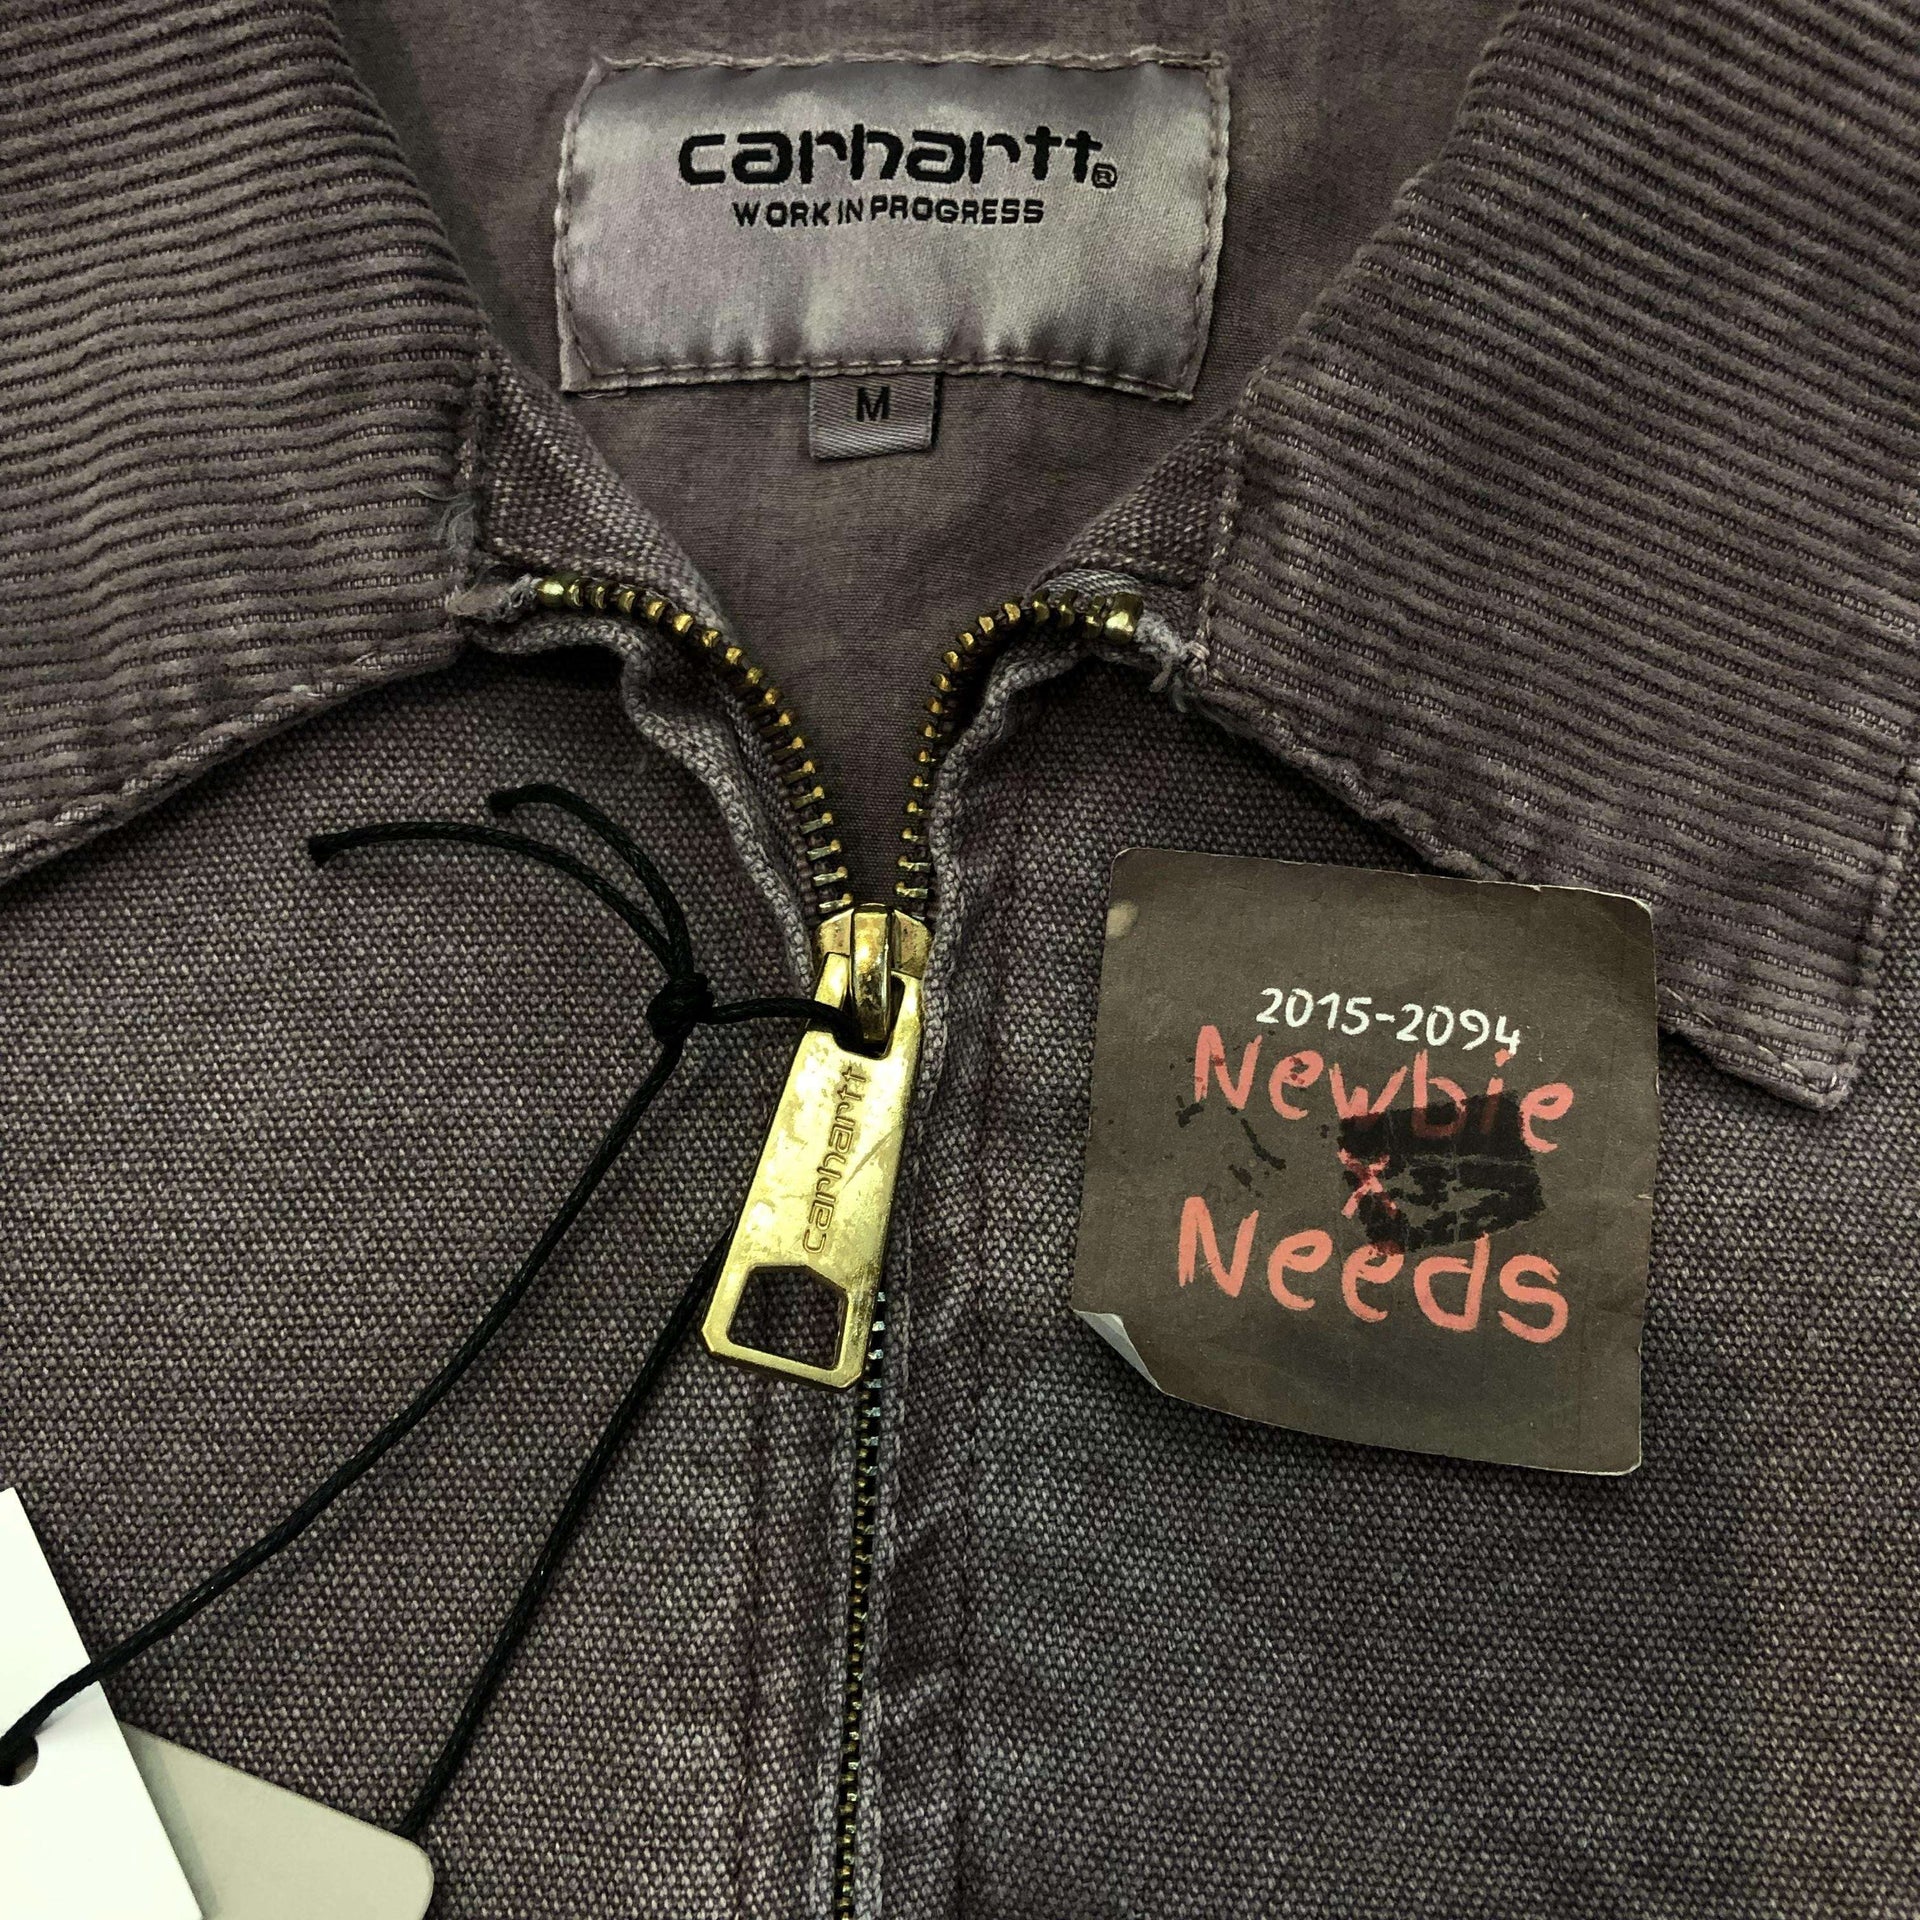 carhartt®
WORK IN PROGRESS
M
carhartt
2015-2094
Newbie
x
Needs